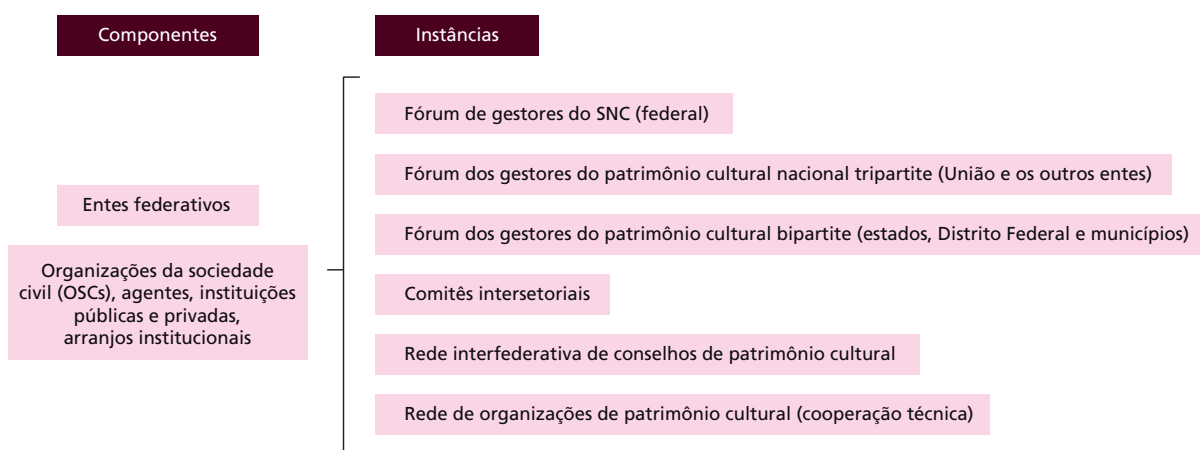 Componentes
Instâncias
Entes federativos
Organizações da sociedade
civil (OSCs), agentes, instituições
públicas e privadas,
arranjos institucionais
Fórum de gestores do SNC (federal)
Fórum dos gestores do patrimônio cultural nacional tripartite (União e os outros entes)
Fórum dos gestores do patrimônio cultural bipartite (estados, Distrito Federal e municípios)
Comitês intersetoriais
Rede interfederativa de conselhos de patrimônio cultural
Rede de organizações de patrimônio cultural (cooperação técnica)